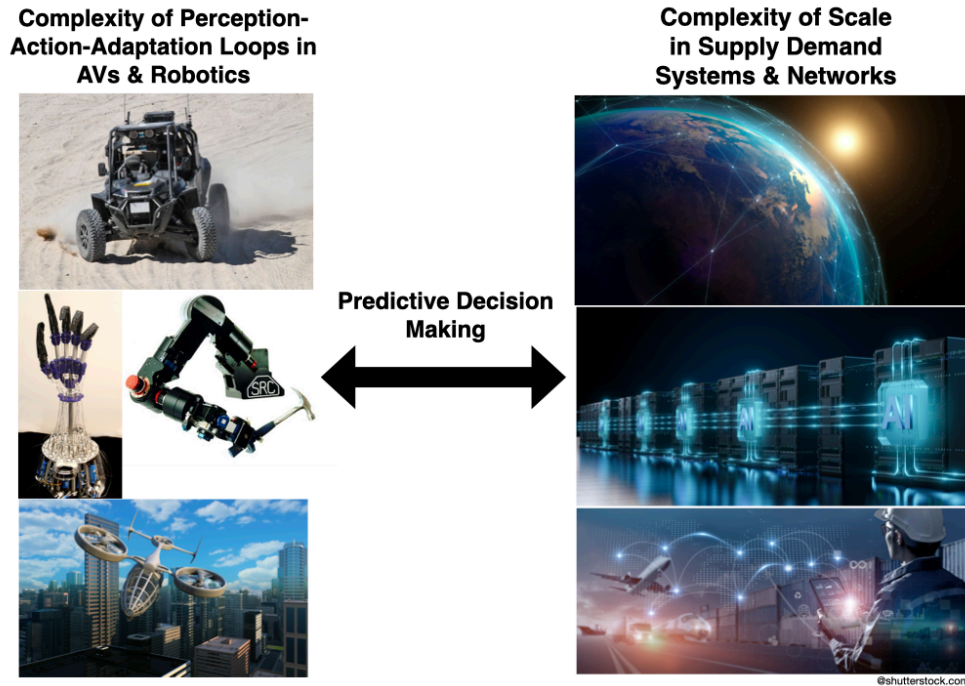 Complexity of Perception-
Action-Adaptation Loops in
AVs & Robotics
Complexity of Scale
in Supply Demand
Systems & Networks
Predictive Decision
Making
SRC
AI
AI
AI
AI
@shutterstock.com